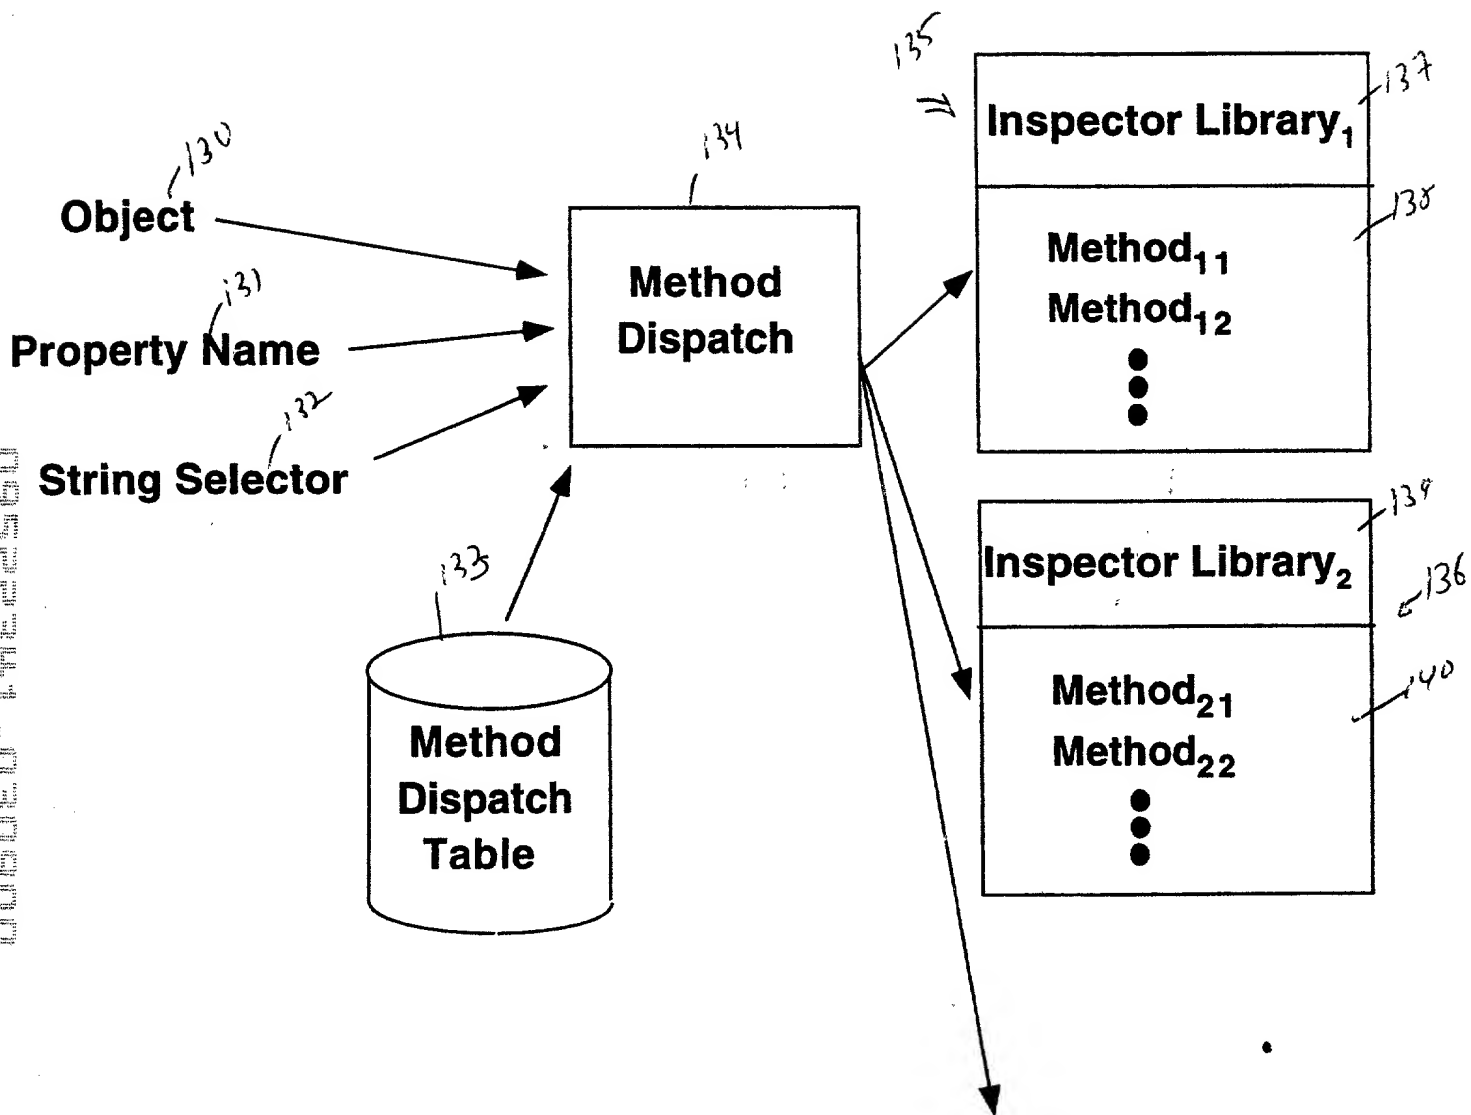 135
137
Inspector Library₁
130
134
Object
138
Method₁₁
Method Dispatch
131
Method₁₂
Property Name
132
String Selector
139
Inspector Library₂
136
133
140
Method₂₁
Method
Dispatch
Table
Method₂₂